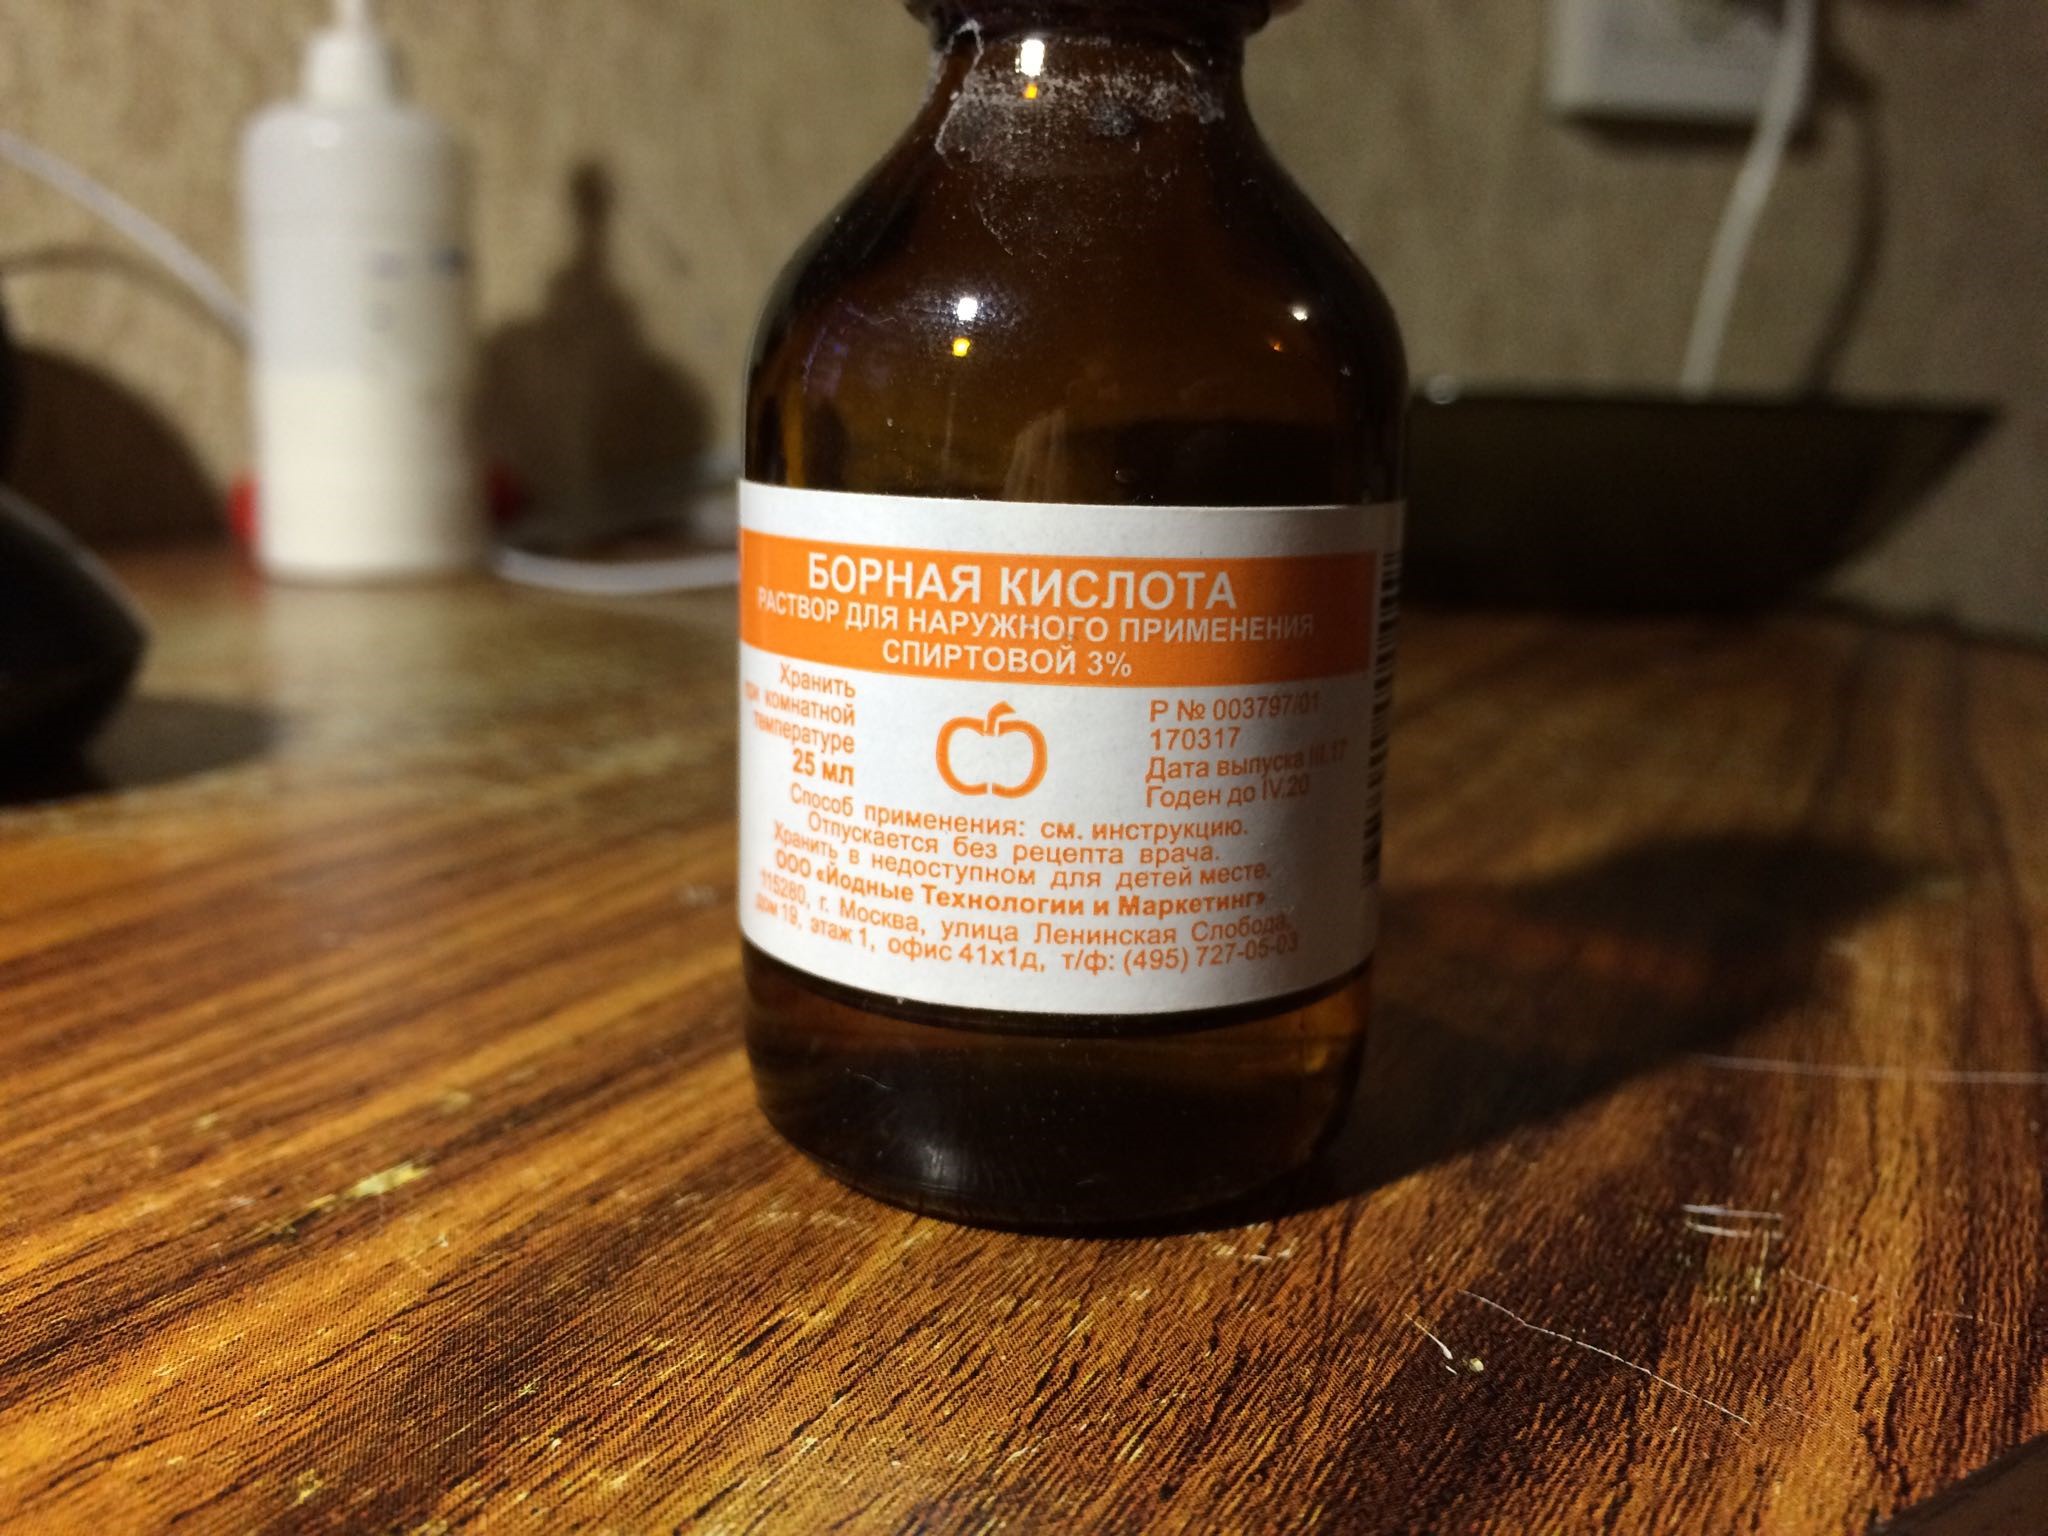 БОРНАЯ КИСЛОТА
РАСТВОР ДЛЯ НАРУЖНОГО ПРИМЕНЕНИЯ
СПИРТОВОЙ 3%
Хранить
при комнатной
температуре
25 мл
Р № 003797/01
170317
Дата выпуска III.17
Годен до IV.20
Способ применения: см. инструкцию.
Отпускается без рецепта врача.
Хранить в недоступном для детей месте.
ООО «Йодные Технологии и Маркетинг»
115280, г. Москва, улица Ленинская Слобода,
дом 19, этаж 1, офис 41х1д, т/ф: (495) 727-05-03